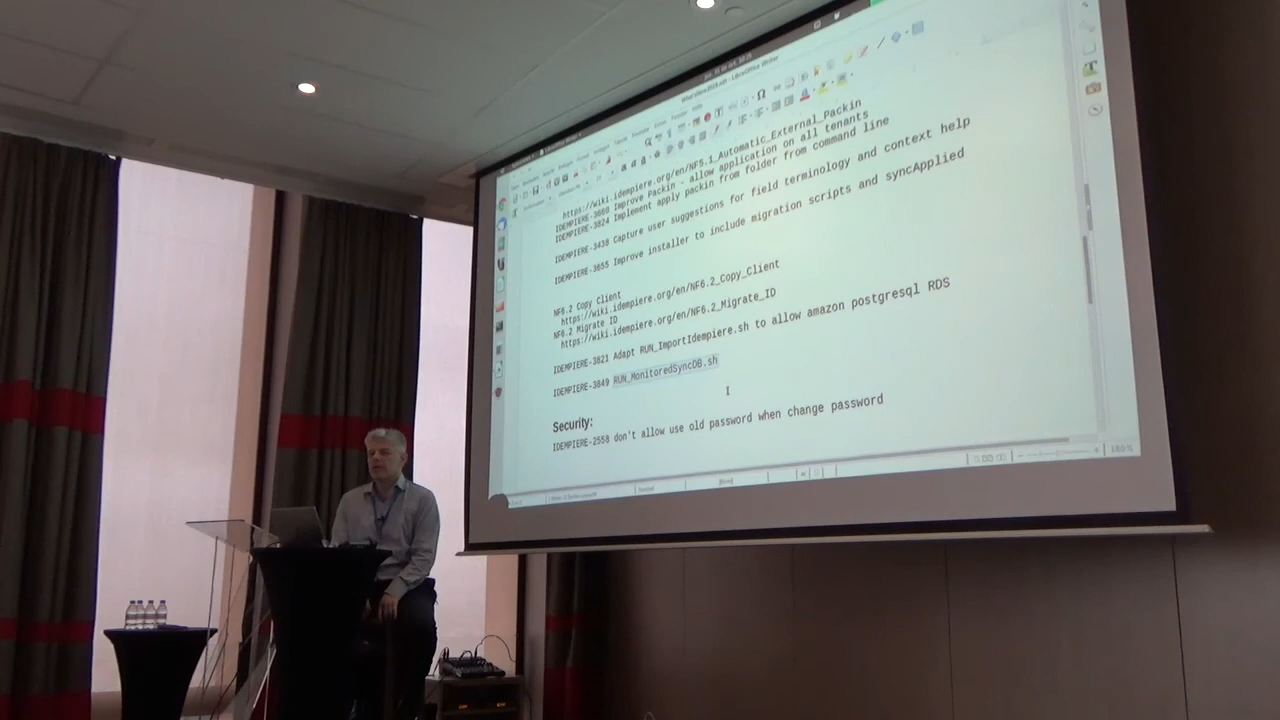 LibreOffice Writer
https://wiki.idempiere.org/en/NF5.1_Automatic_External_Packin
IDEMPIERE-3660 Improve Packin - allow application on all tenants
IDEMPIERE-3824 Implement apply packin from folder from command line
IDEMPIERE-3438 Capture user suggestions for field terminology and context help
IDEMPIERE-3655 Improve installer to include migration scripts and syncApplied
NF6.2 Copy Client
https://wiki.idempiere.org/en/NF6.2_Copy_Client
NF6.2 Migrate ID
https://wiki.idempiere.org/en/NF6.2_Migrate_ID
IDEMPIERE-3821 Adapt RUN_ImportIdempiere.sh to allow amazon postgresql RDS
IDEMPIERE-3849 RUN_MonitoredSyncDB.sh
Security:
IDEMPIERE-2558 don't allow use old password when change password